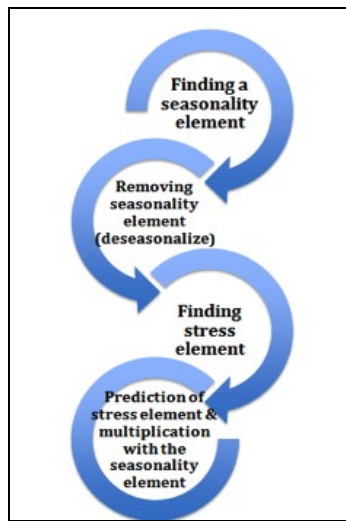 Finding a
seasonality
element
Removing
seasonality
element
(deseasonalize)
Finding
stress
element
Prediction of
stress element &
multiplication
with the
seasonality
element